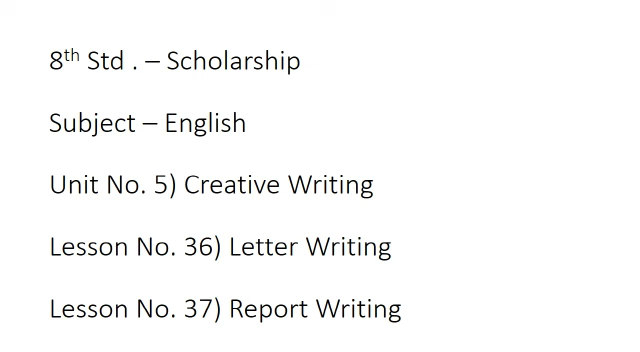 8th Std . – Scholarship
Subject – English
Unit No. 5) Creative Writing
Lesson No. 36) Letter Writing
Lesson No. 37) Report Writing